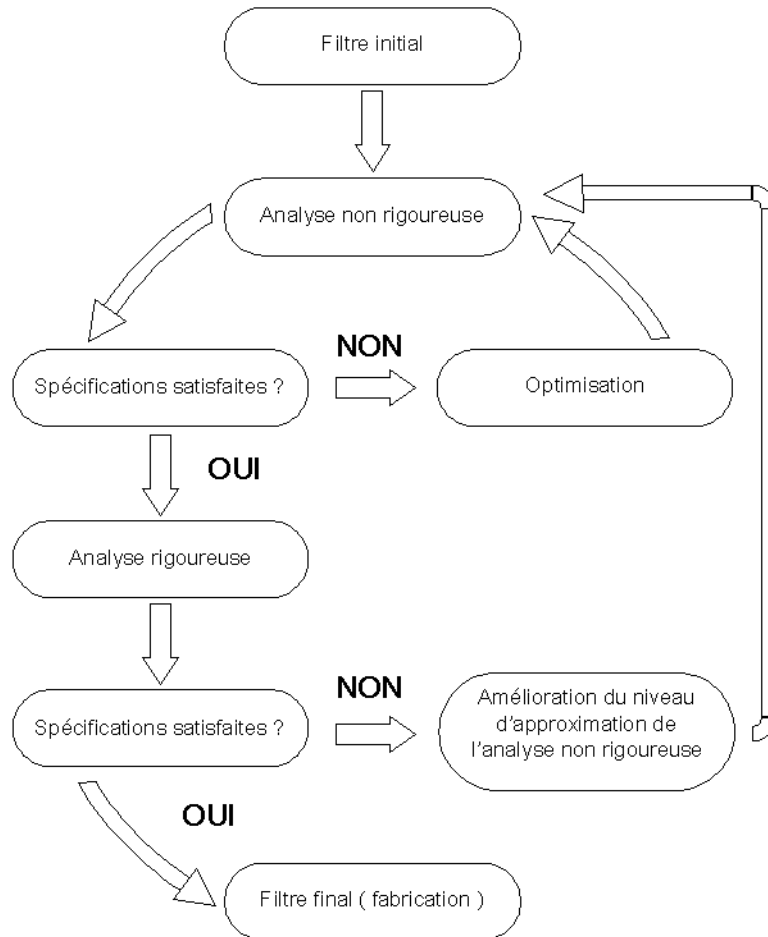 Filtre initial
Analyse non rigoureuse
NON
Spécifications satisfaites ?
Optimisation
OUI
Analyse rigoureuse
NON
Spécifications satisfaites ?
Amélioration du niveau
d'approximation de
l'analyse non rigoureuse
OUI
Filtre final ( fabrication )